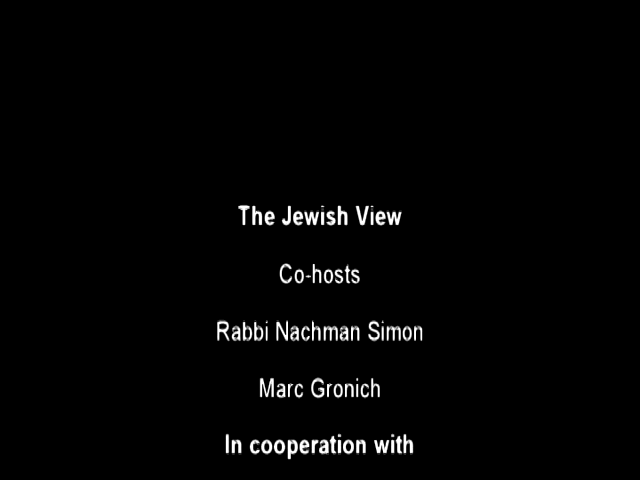 The Jewish View
Co-hosts
Rabbi Nachman Simon
Marc Gronich
In cooperation with